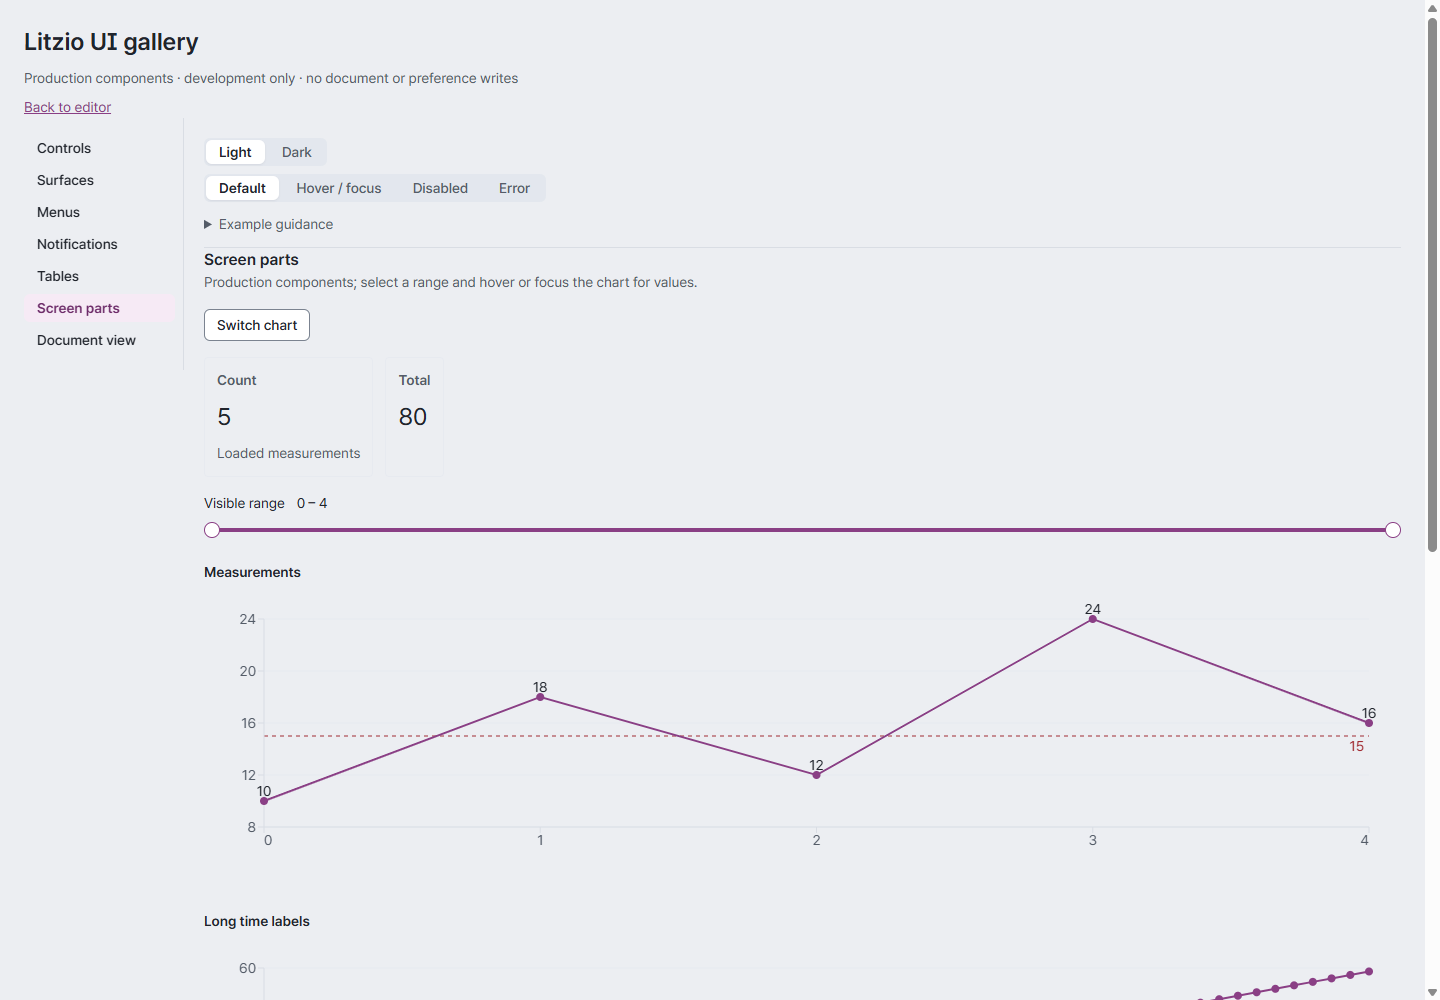 Litzio UI gallery
Production components · development only · no document or preference writes
Back to editor
Controls
Surfaces
Menus
Notifications
Tables
Screen parts
Document view
Light Dark
Default Hover / focus Disabled Error
Example guidance
Screen parts
Production components; select a range and hover or focus the chart for values.
Switch chart
Count
5
Loaded measurements
Total
80
Visible range 0 – 4
Measurements
24
20
16
12
8
10
18
12
24
16
15
0 1 2 3 4
Long time labels
60